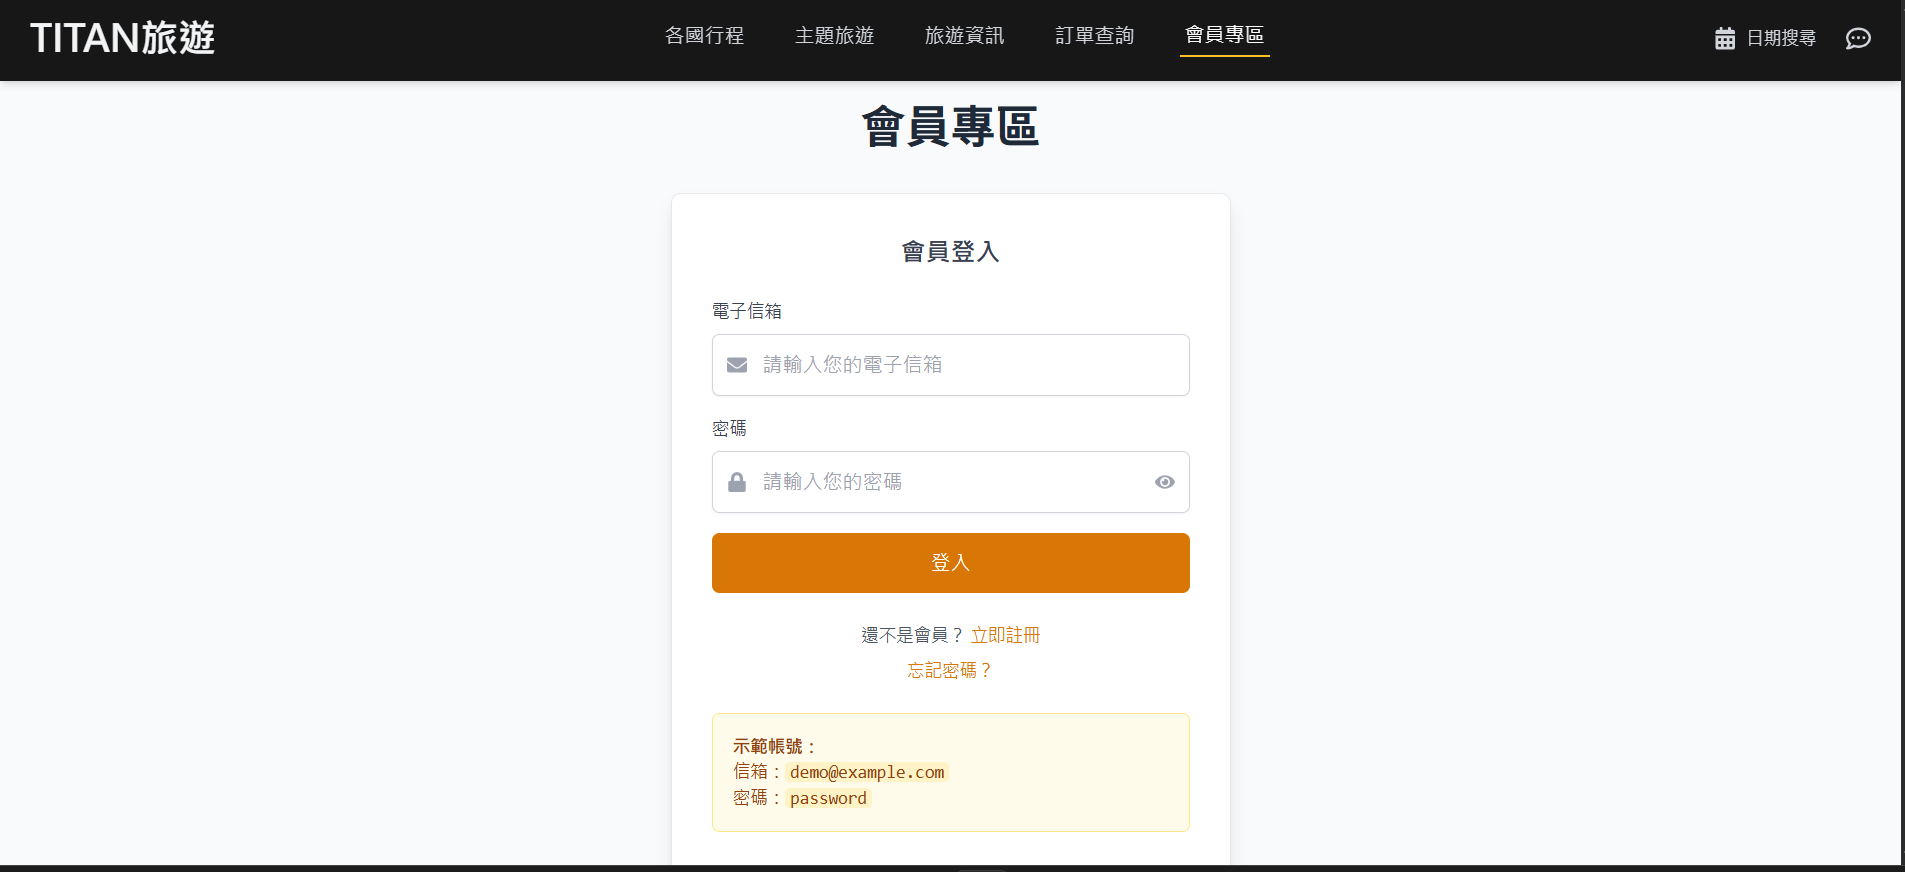 TITAN旅遊
各國行程
主題旅遊
旅遊資訊
訂單查詢
會員專區
日期搜尋
會員專區
會員登入
電子信箱
請輸入您的電子信箱
密碼
請輸入您的密碼
登入
還不是會員？ 立即註冊
忘記密碼？
示範帳號：
信箱：demo@example.com
密碼：password